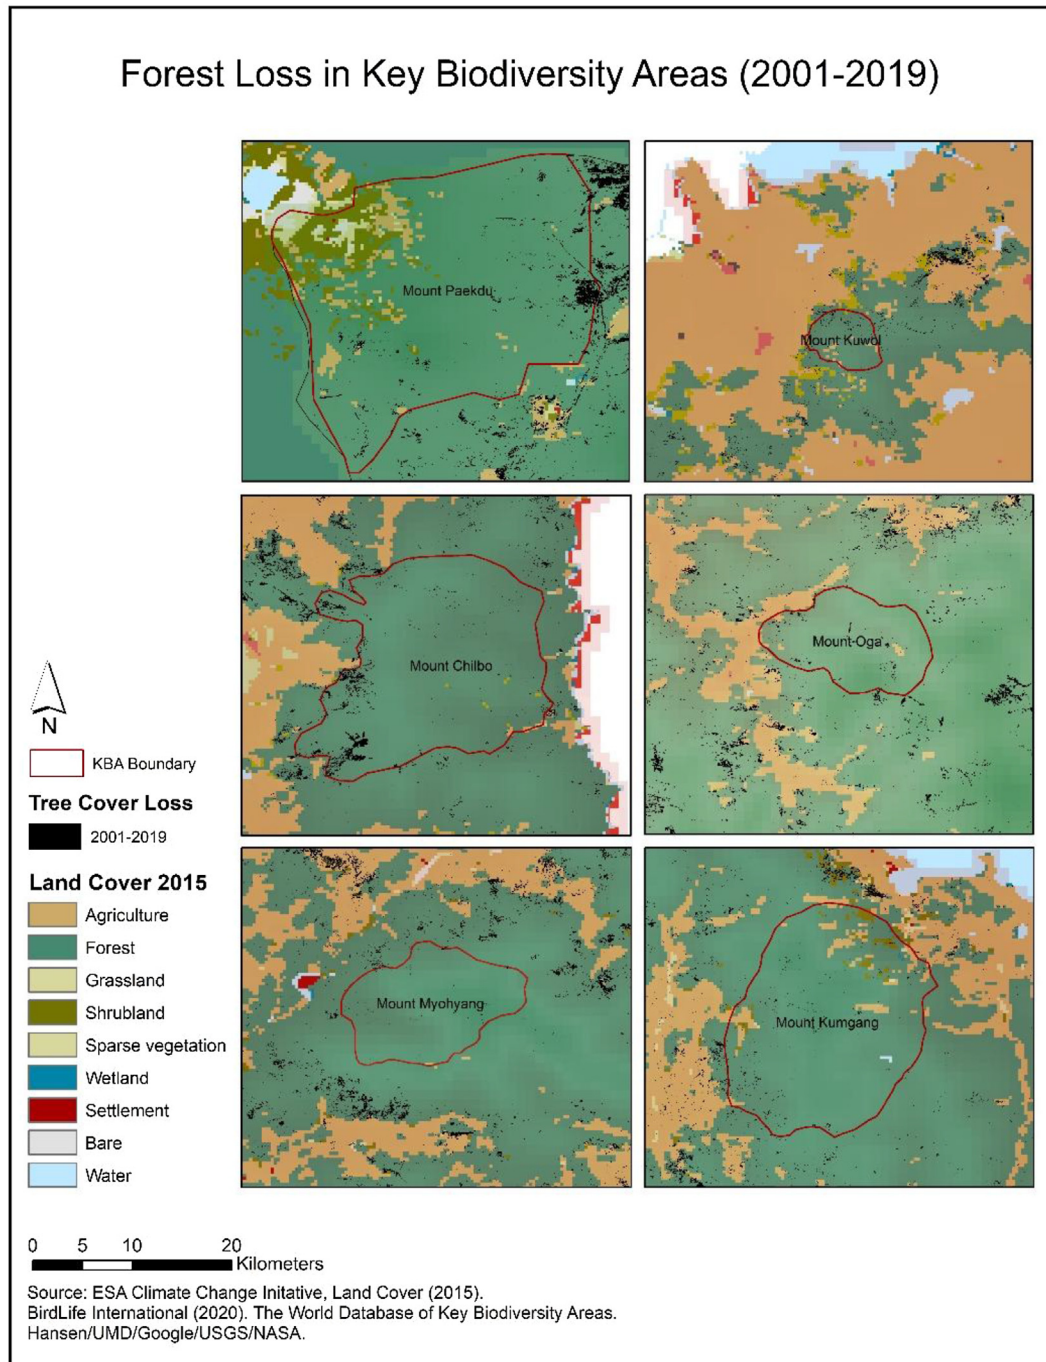 Forest Loss in Key Biodiversity Areas (2001-2019)
Mount Paekdu
Mount Kuwol
Mount Chilbo
Mount Oga
Mount Myohyang
Mount Kumgang
N
KBA Boundary
Tree Cover Loss
2001-2019
Land Cover 2015
Agriculture
Forest
Grassland
Shrubland
Sparse vegetation
Wetland
Settlement
Bare
Water
0 5 10 20
Kilometers
Source: ESA Climate Change Initative, Land Cover (2015).
BirdLife International (2020). The World Database of Key Biodiversity Areas.
Hansen/UMD/Google/USGS/NASA.